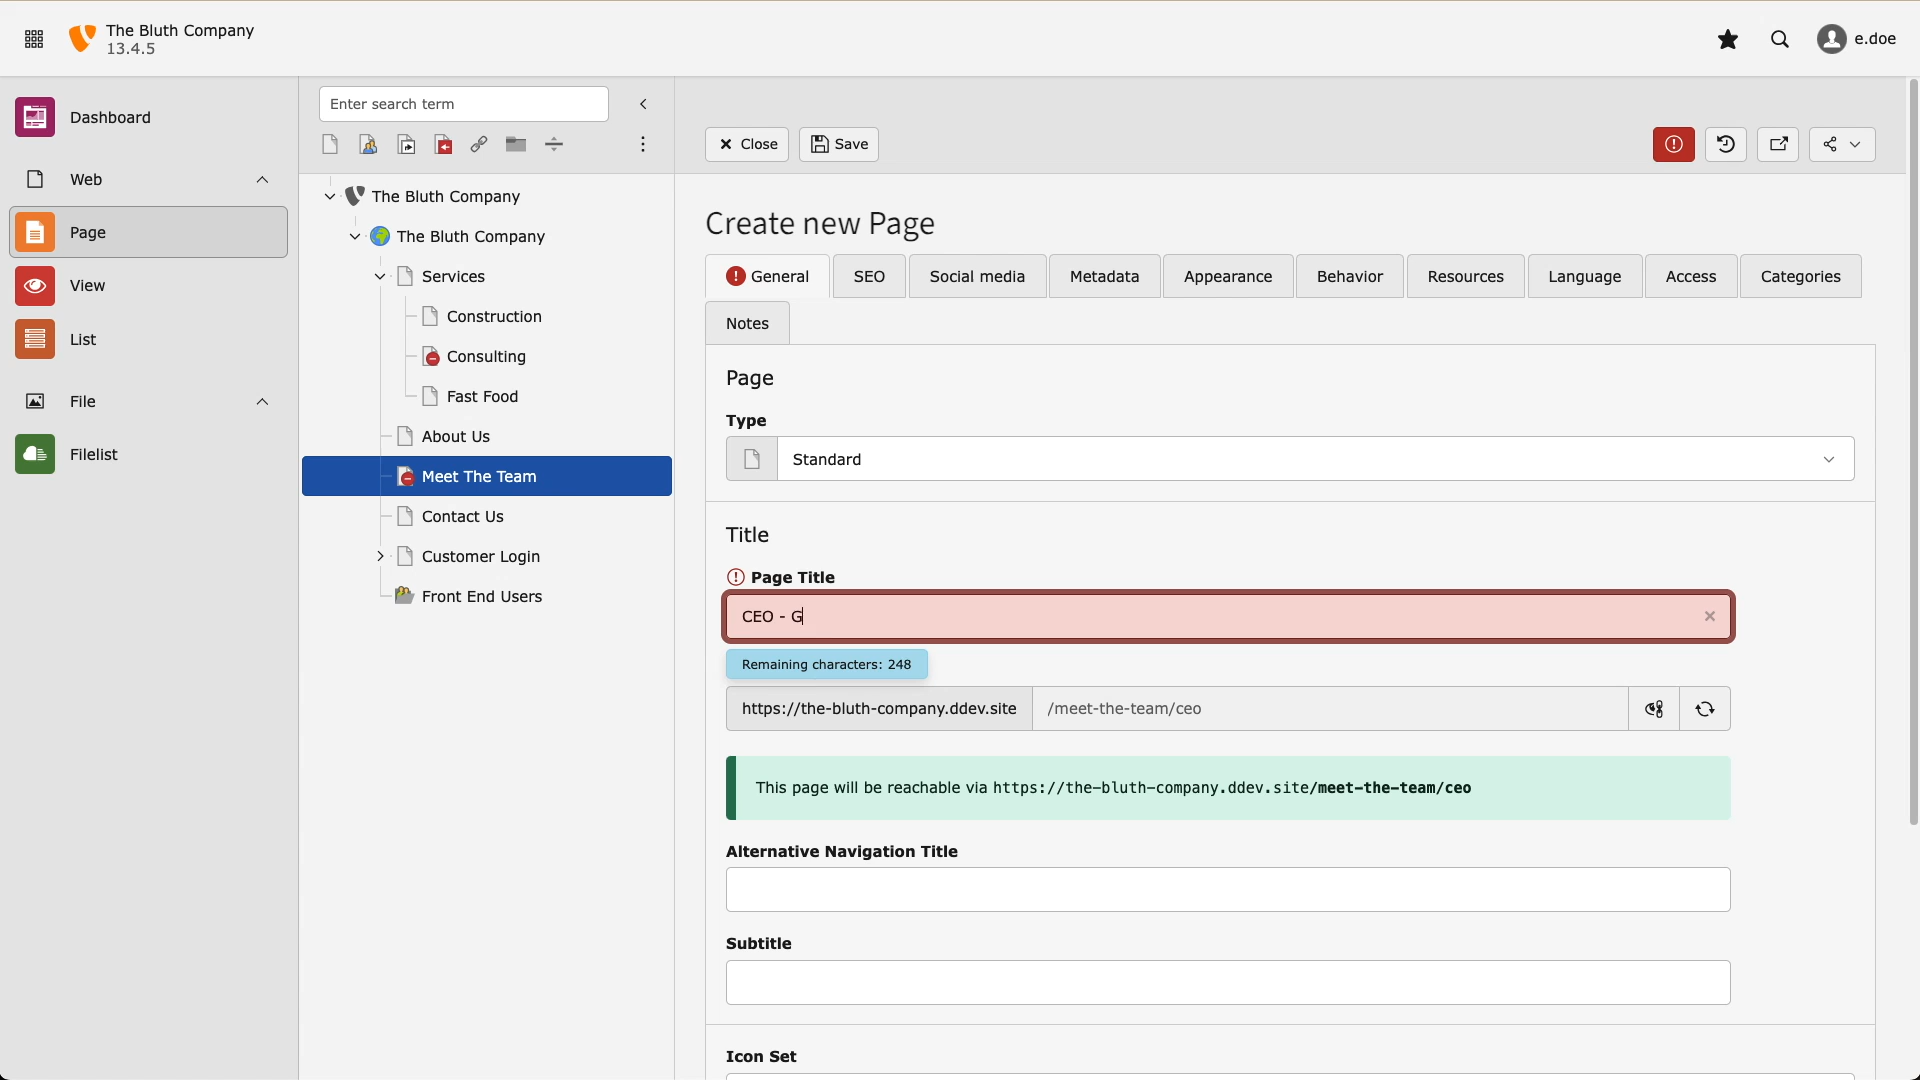 The Bluth Company
13.4.5
e.doe
Dashboard
Web
Page
View
List
File
Filelist
Enter search term
The Bluth Company
The Bluth Company
Services
Construction
Consulting
Fast Food
About Us
Meet The Team
Contact Us
Customer Login
Front End Users
Close
Save
Create new Page
General
SEO
Social media
Metadata
Appearance
Behavior
Resources
Language
Access
Categories
Notes
Page
Type
Standard
Title
Page Title
CEO - G
Remaining characters: 248
https://the-bluth-company.ddev.site
/meet-the-team/ceo
This page will be reachable via https://the-bluth-company.ddev.site/meet-the-team/ceo
Alternative Navigation Title
Subtitle
Icon Set